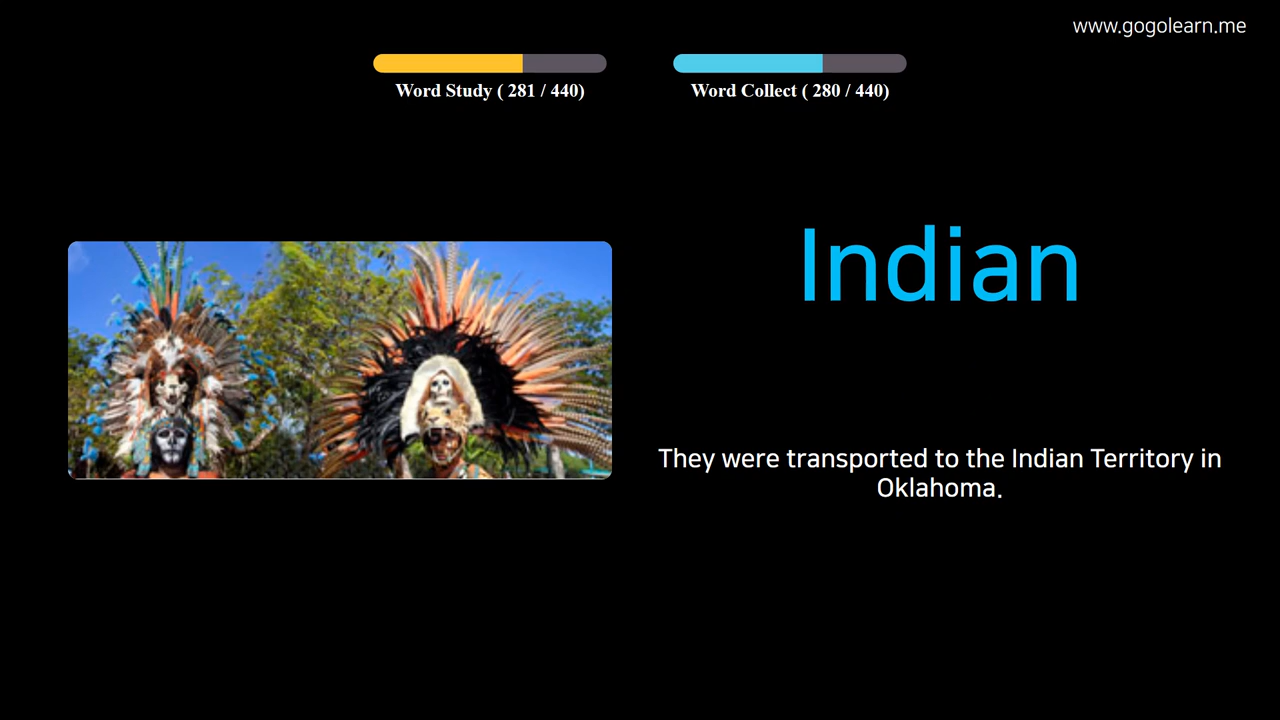 www.gogolearn.me
Word Study ( 281 / 440)
Word Collect ( 280 / 440)
Indian
They were transported to the Indian Territory in
Oklahoma.